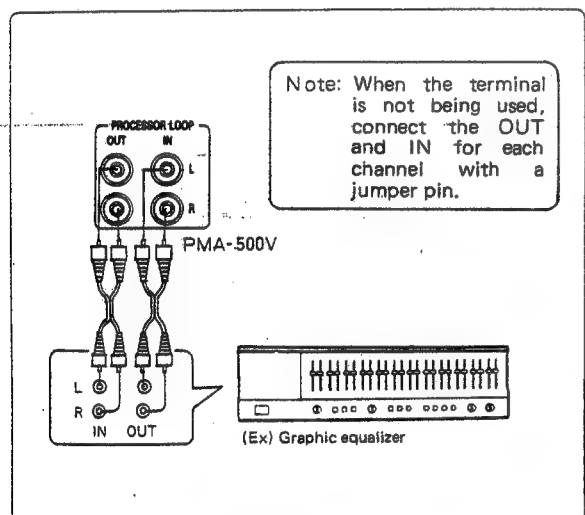 Note: When the terminal
is not being used,
connect the OUT
and IN for each
channel with a
jumper pin.
PROCESSOR LOOP
OUT IN
L
R
PMA-500V
L
R
IN OUT
(Ex) Graphic equalizer